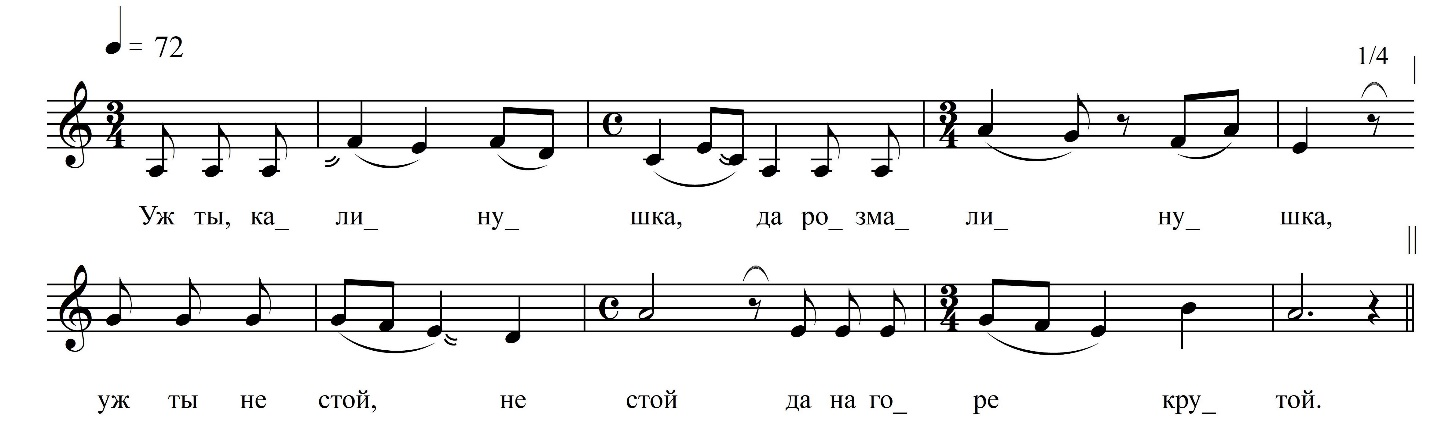 = 72
1/4
Уж ты, ка_ ли_ ну_ шка, да ро_ зма_ ли_ ну_ шка,
уж ты не стой, не стой да на го_ ре кру_ той.